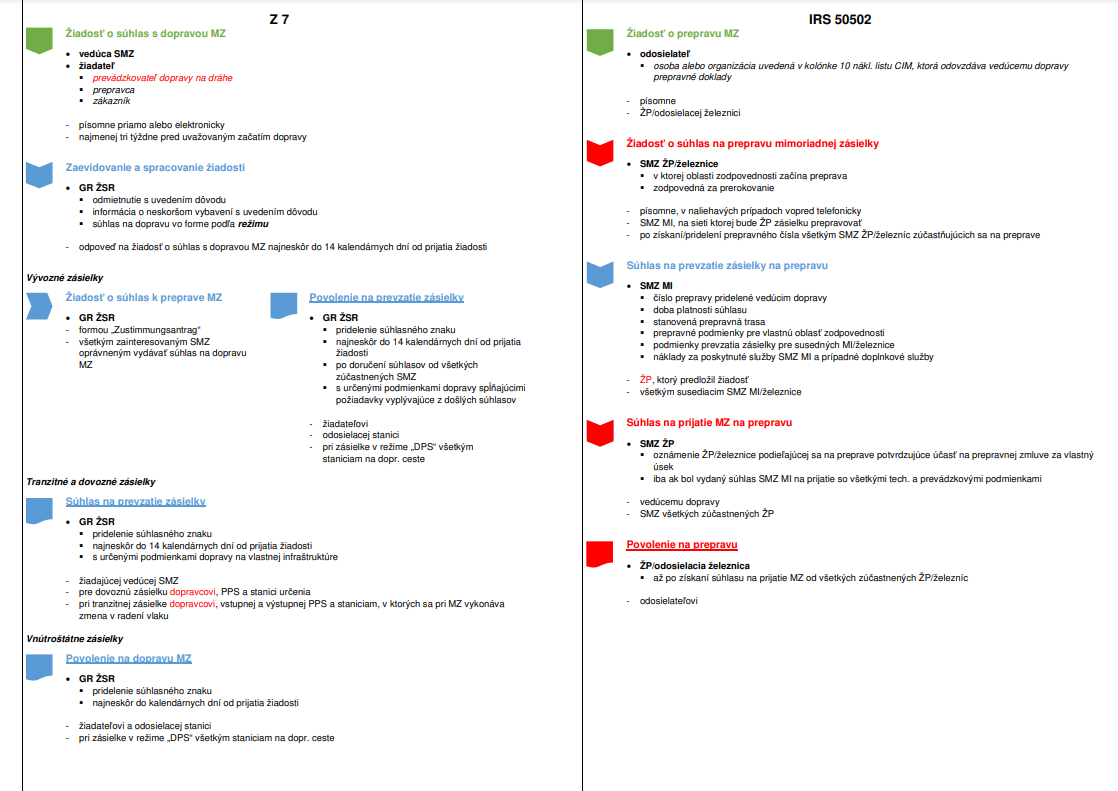 Z 7
Žiadosť o súhlas s dopravou MZ
• vedúca SMZ
• žiadateľ
▪ prevádzkovateľ dopravy na dráhe
▪ prepravca
▪ zákazník
- písomne priamo alebo elektronicky
- najmenej tri týždne pred uvažovaným začatím dopravy
Zaevidovanie a spracovanie žiadosti
• GR ŽSR
▪ odmietnutie s uvedením dôvodu
▪ informácia o neskoršom vybavení s uvedením dôvodu
▪ súhlas na dopravu vo forme podľa režimu
- odpoveď na žiadosť o súhlas s dopravou MZ najneskôr do 14 kalendárnych dní od prijatia žiadosti
Vývozné zásielky
Žiadosť o súhlas k preprave MZ
• GR ŽSR
- formou „Zustimmungsantrag“
- všetkým zainteresovaným SMZ
oprávneným vydávať súhlas na dopravu
MZ
Povolenie na prevzatie zásielky
• GR ŽSR
▪ pridelenie súhlasného znaku
▪ najneskôr do 14 kalendárnych dní od prijatia
žiadosti
▪ po doručení súhlasov od všetkých
zúčastnených SMZ
▪ s určenými podmienkami dopravy spĺňajúcimi
požiadavky vyplývajúce z došlých súhlasov
- žiadateľovi
- odosielacej stanici
- pri zásielke v režime „DPS“ všetkým
staniciam na dopr. ceste
Tranzitné a dovozné zásielky
Súhlas na prevzatie zásielky
• GR ŽSR
▪ pridelenie súhlasného znaku
▪ najneskôr do 14 kalendárnych dní od prijatia žiadosti
▪ s určenými podmienkami dopravy na vlastnej infraštruktúre
- žiadajúcej vedúcej SMZ
- pre dovoznú zásielku dopravcovi, PPS a stanici určenia
- pri tranzitnej zásielke dopravcovi, vstupnej a výstupnej PPS a staniciam, v ktorých sa pri MZ vykonáva
zmena v radení vlaku
Vnútroštátne zásielky
Povolenie na dopravu MZ
• GR ŽSR
▪ pridelenie súhlasného znaku
▪ najneskôr do kalendárnych dní od prijatia žiadosti
- žiadateľovi a odosielacej stanici
- pri zásielke v režime „DPS“ všetkým staniciam na dopr. ceste
IRS 50502
Žiadosť o prepravu MZ
• odosielateľ
▪ osoba alebo organizácia uvedená v kolónke 10 nákl. listu CIM, ktorá odovzdáva vedúcemu dopravy
prepravné doklady
- písomne
- ŽP/odosielacej železnici
Žiadosť o súhlas na prepravu mimoriadnej zásielky
• SMZ ŽP/železnice
▪ v ktorej oblasti zodpovednosti začína preprava
▪ zodpovedná za prerokovanie
- písomne, v naliehavých prípadoch vopred telefonicky
- SMZ MI, na sieti ktorej bude ŽP zásielku prepravovať
- po získaní/pridelení prepravného čísla všetkým SMZ ŽP/železníc zúčastňujúcich sa na preprave
Súhlas na prevzatie zásielky na prepravu
• SMZ MI
▪ číslo prepravy pridelené vedúcim dopravy
▪ doba platnosti súhlasu
▪ stanovená prepravná trasa
▪ prepravné podmienky pre vlastnú oblasť zodpovednosti
▪ podmienky prevzatia zásielky pre susedných MI/železnice
▪ náklady za poskytnuté služby SMZ MI a prípadné doplnkové služby
- ŽP, ktorý predložil žiadosť
- všetkým susediacim SMZ MI/železnice
Súhlas na prijatie MZ na prepravu
• SMZ ŽP
▪ oznámenie ŽP/železnice podieľajúcej sa na preprave potvrdzujúce účasť na prepravnej zmluve za vlastný
úsek
▪ iba ak bol vydaný súhlas SMZ MI na prijatie so všetkými tech. a prevádzkovými podmienkami
- vedúcemu dopravy
- SMZ všetkých zúčastnených ŽP
Povolenie na prepravu
• ŽP/odosielacia železnica
▪ až po získaní súhlasu na prijatie MZ od všetkých zúčastnených ŽP/železníc
- odosielateľovi